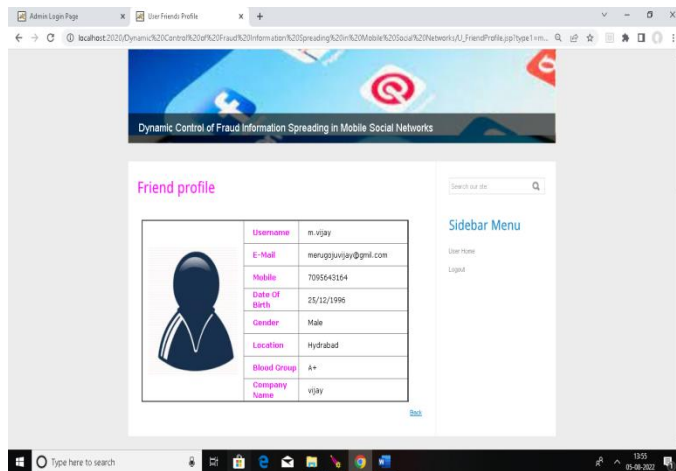 Admin Login Page
User Friends Profile
localhost:2020/Dynamic%20Control%20of%20Fraud%20Information%20Spreading%20in%20Mobile%20Social%20Networks/U_FriendProfile.jsp?type1=m...
Dynamic Control of Fraud Information Spreading in Mobile Social Networks
Friend profile
Username m.vijay
E-Mail merugojuvijay@gmil.com
Mobile 7095643164
Date Of
Birth 25/12/1996
Gender Male
Location Hydrabad
Blood Group A+
Company
Name vijay
Back
Search our site
Sidebar Menu
User Home
Logout
Type here to search
13:55
05-08-2022